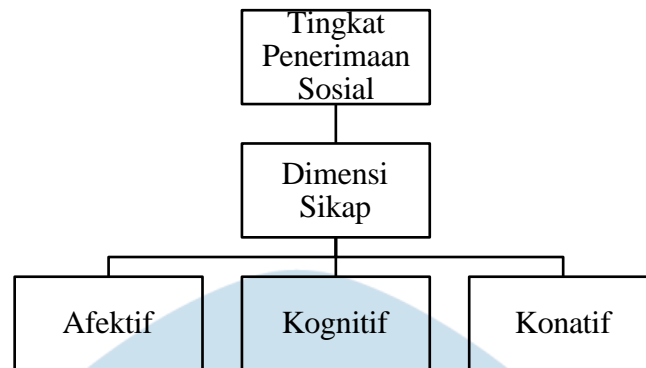 Tingkat
Penerimaan
Sosial
Dimensi
Sikap
Afektif
Kognitif
Konatif